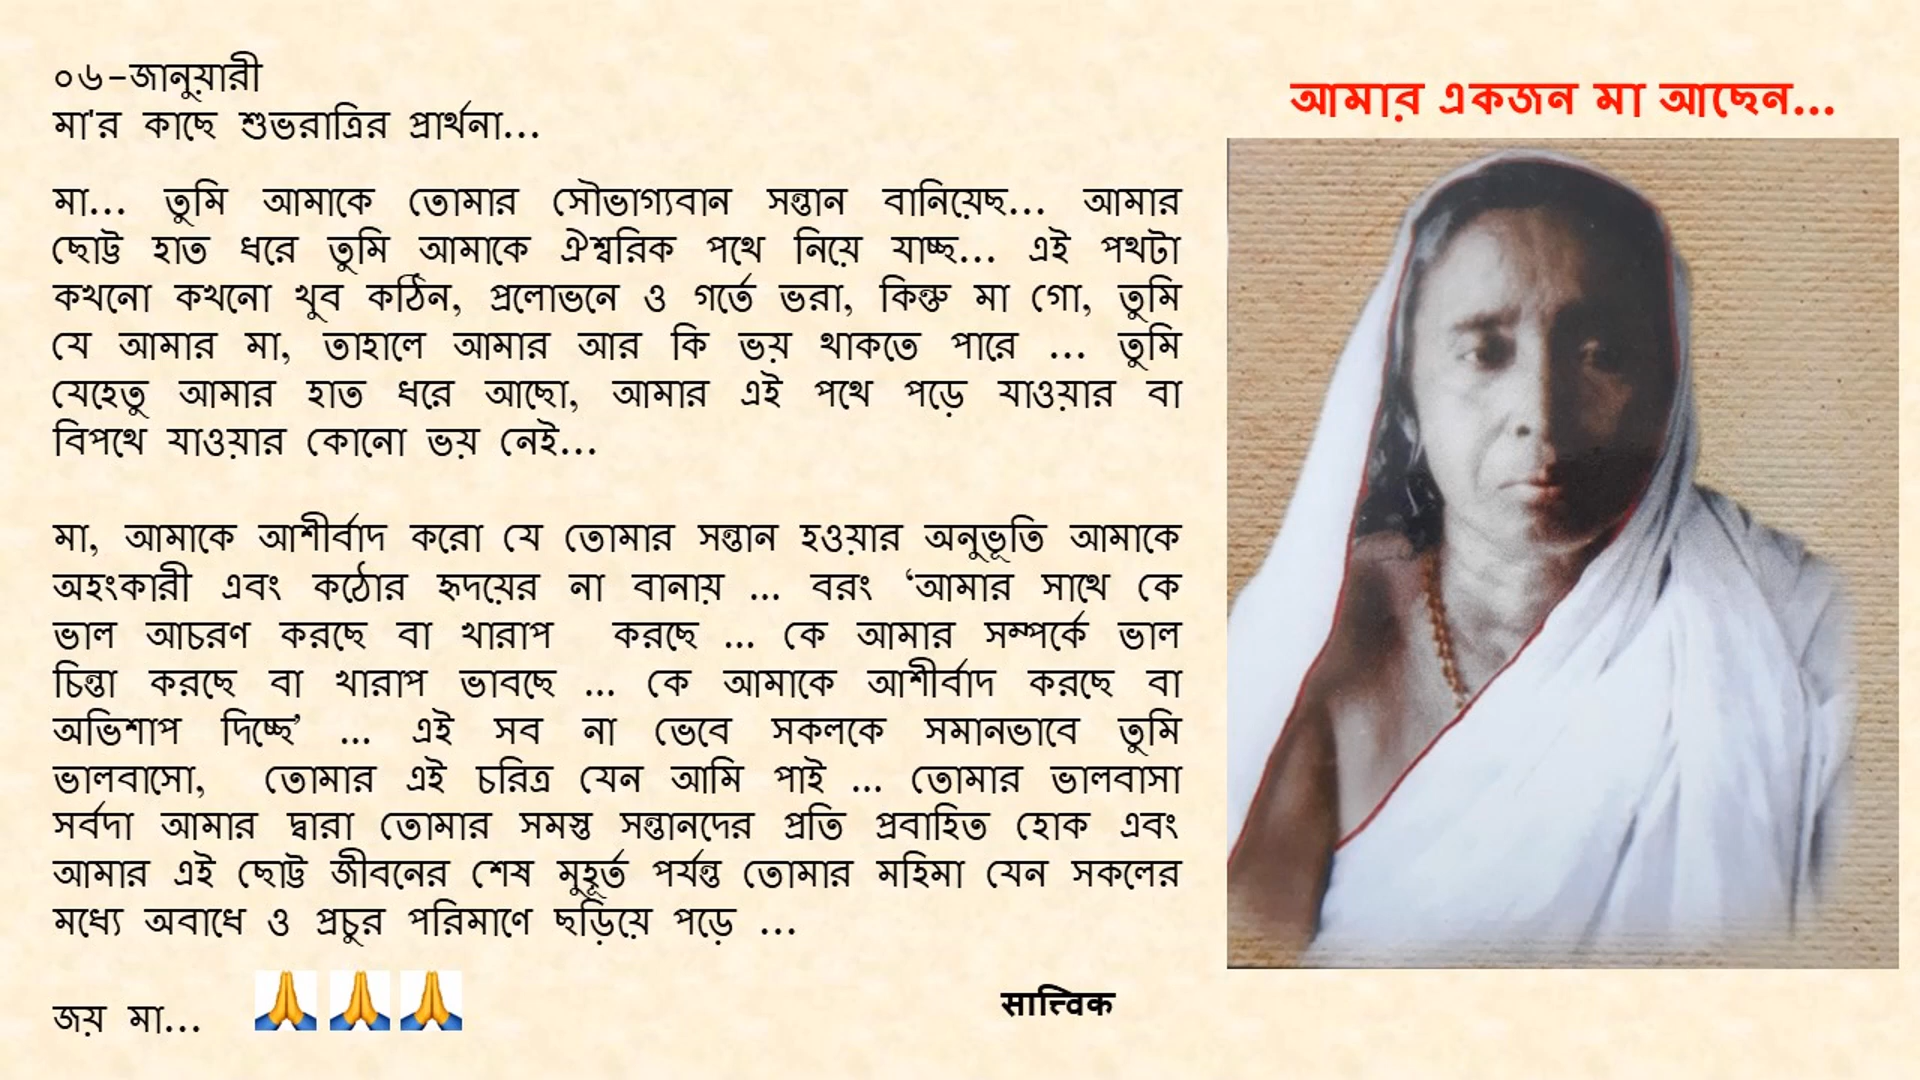 ০৬-জানুয়ারী
মা'র কাছে শুভরাত্রির প্রার্থনা...
আমার একজন মা আছেন...
মা... তুমি আমাকে তোমার সৌভাগ্যবান সন্তান বানিয়েছ... আমার
ছোট্ট হাত ধরে তুমি আমাকে ঐশ্বরিক পথে নিয়ে যাচ্ছ... এই পথটা
কখনো কখনো খুব কঠিন, প্রলোভনে ও গর্তে ভরা, কিন্তু মা গো, তুমি
যে আমার মা, তাহালে আমার আর কি ভয় থাকতে পারে ... তুমি
যেহেতু আমার হাত ধরে আছো, আমার এই পথে পড়ে যাওয়ার বা
বিপথে যাওয়ার কোনো ভয় নেই...
মা, আমাকে আশীর্বাদ করো যে তোমার সন্তান হওয়ার অনুভূতি আমাকে
অহংকারী এবং কঠোর হৃদয়ের না বানায় ... বরং ‘আমার সাথে কে
ভাল আচরণ করছে বা খারাপ করছে ... কে আমার সম্পর্কে ভাল
চিন্তা করছে বা খারাপ ভাবছে ... কে আমাকে আশীর্বাদ করছে বা
অভিশাপ দিচ্ছে’ ... এই সব না ভেবে সকলকে সমানভাবে তুমি
ভালবাসো, তোমার এই চরিত্র যেন আমি পাই ... তোমার ভালবাসা
সর্বদা আমার দ্বারা তোমার সমস্ত সন্তানদের প্রতি প্রবাহিত হোক এবং
আমার এই ছোট্ট জীবনের শেষ মুহূর্ত পর্যন্ত তোমার মহিমা যেন সকলের
মধ্যে অবাধে ও প্রচুর পরিমাণে ছড়িয়ে পড়ে ...
জয় মা... 🙏🙏🙏
सात्त्विक